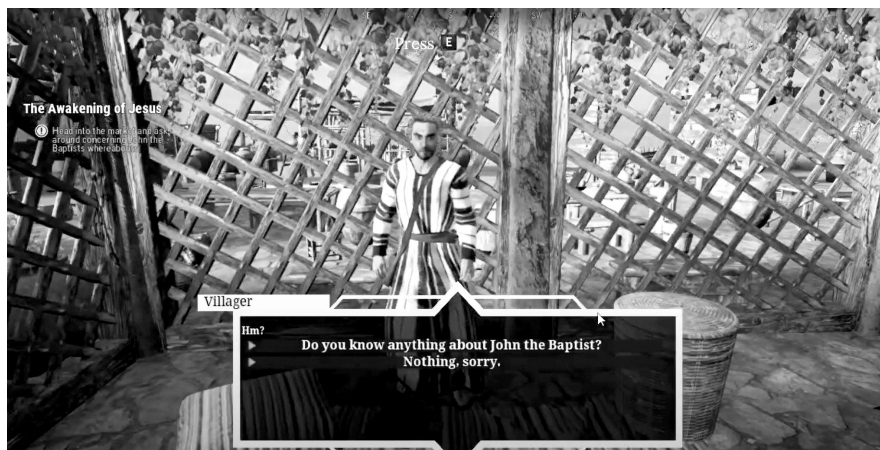 Press E
The Awakening of Jesus
Head into the market and ask
around concerning John the
Baptists whereabouts
Villager
Hm?
Do you know anything about John the Baptist?
Nothing, sorry.